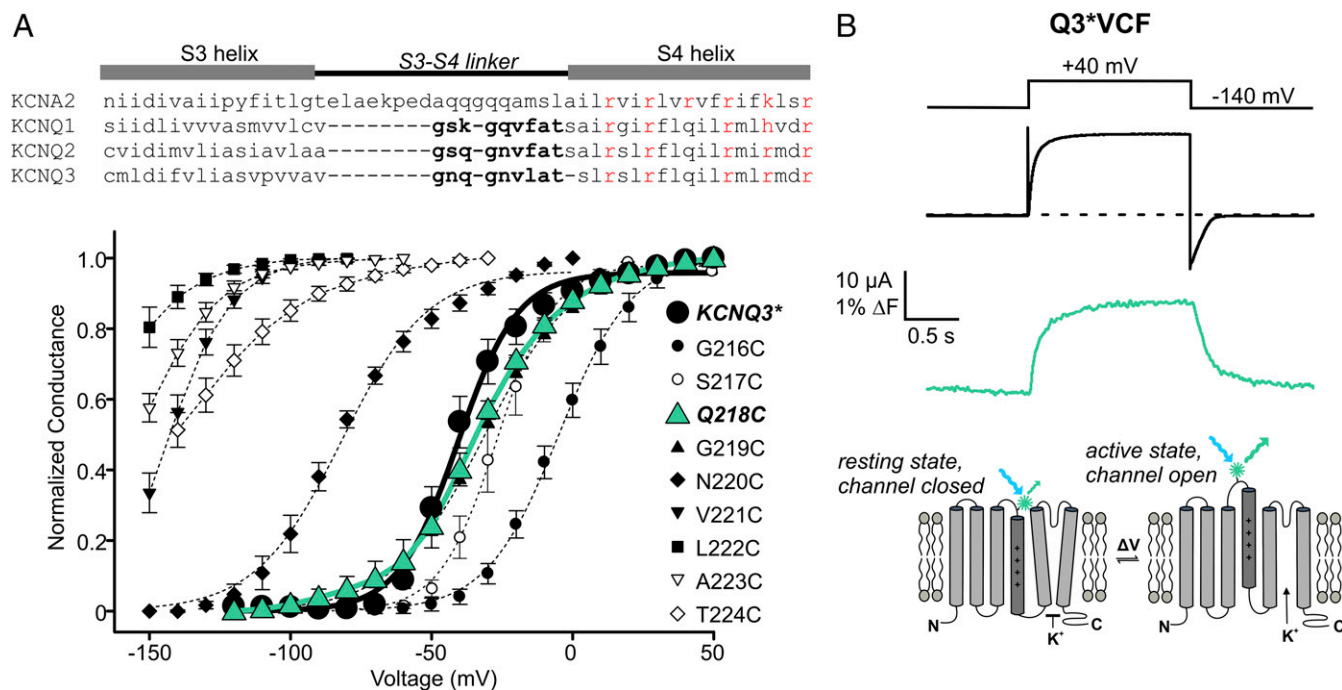 A
S3 helix
S3-S4 linker
S4 helix
KCNA2 niidivaiipyfitlgtelaekpedaqqgqqamslailrvirlvrvfrifklsr
KCNQ1 siidlivvvasmvvlcv--------gsk-gqvfatsairgirflqilrmlhvdr
KCNQ2 cvidimvliasiavlaa--------gsq-gnvfatsalrslrflqilrmirmdr
KCNQ3 cmldifvliasvpvvav--------gnq-gnvlat-slrslrflqilrmlrmdr
Normalized Conductance
1.0
0.8
0.6
0.4
0.2
0
-150
-100
-50
0
50
Voltage (mV)
KCNQ3*
G216C
S217C
Q218C
G219C
N220C
V221C
L222C
A223C
T224C
B
Q3*VCF
+40 mV
-140 mV
10 µA
1% ΔF
0.5 s
resting state,
channel closed
active state,
channel open
ΔV
N
K+
C
N
K+
C